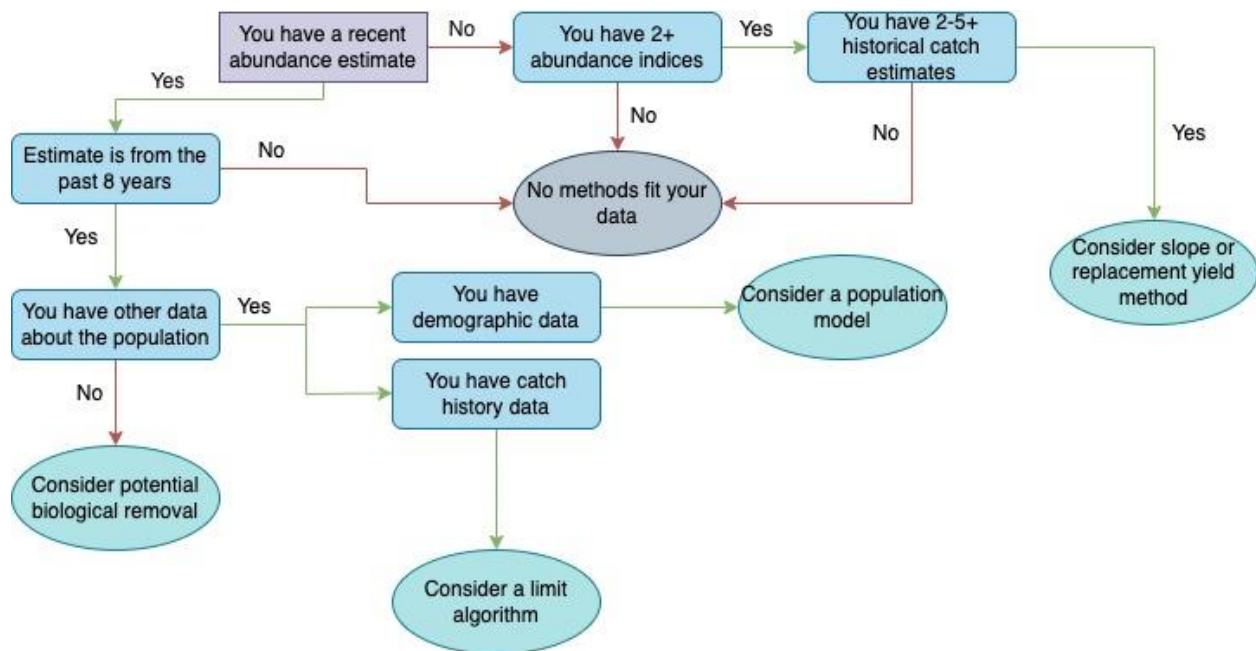 You have a recent
abundance estimate
No
You have 2+
abundance indices
Yes
You have 2-5+
historical catch
estimates
Yes
No
No
Yes
Estimate is from the
past 8 years
No
No methods fit your
data
Yes
Consider slope or
replacement yield
method
You have other data
about the population
Yes
You have
demographic data
Consider a population
model
You have catch
history data
No
Consider potential
biological removal
Consider a limit
algorithm